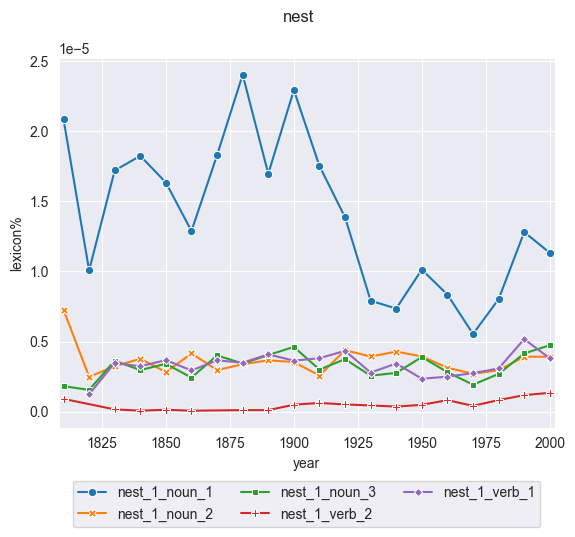 nest
1e−5
2.5
2.0
1.5
1.0
0.5
0.0
lexicon%
1825 1850 1875 1900 1925 1950 1975 2000
year
nest_1_noun_1 nest_1_noun_3 nest_1_verb_1
nest_1_noun_2 nest_1_verb_2